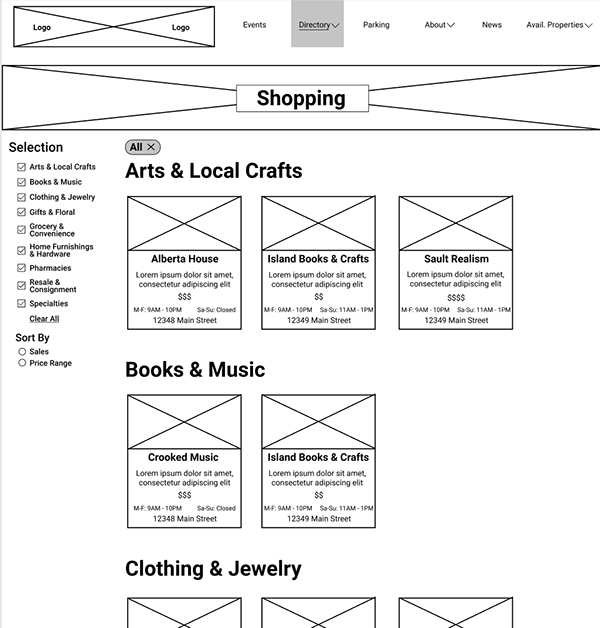 Logo Logo
Events Directory Parking About News Avail. Properties
Shopping
Selection
Arts & Local Crafts
Books & Music
Clothing & Jewelry
Gifts & Floral
Grocery &
Convenience
Home Furnishings
& Hardware
Pharmacies
Resale &
Consignment
Specialties
Clear All
Sort By
Sales
Price Range
All
Arts & Local Crafts
Alberta House
Lorem ipsum dolor sit amet,
consectetur adipiscing elit
$$$
M-F: 9AM - 10PM Sa-Su: Closed
12348 Main Street
Island Books & Crafts
Lorem ipsum dolor sit amet,
consectetur adipiscing elit
$$
M-F: 9AM - 10PM Sa-Su: 11AM - 1PM
12349 Main Street
Sault Realism
Lorem ipsum dolor sit amet,
consectetur adipiscing elit
$$$$
M-F: 9AM - 10PM Sa-Su: 11AM - 1PM
12349 Main Street
Books & Music
Crooked Music
Lorem ipsum dolor sit amet,
consectetur adipiscing elit
$$$
M-F: 9AM - 10PM Sa-Su: Closed
12348 Main Street
Island Books & Crafts
Lorem ipsum dolor sit amet,
consectetur adipiscing elit
$$
M-F: 9AM - 10PM Sa-Su: 11AM - 1PM
12349 Main Street
Clothing & Jewelry